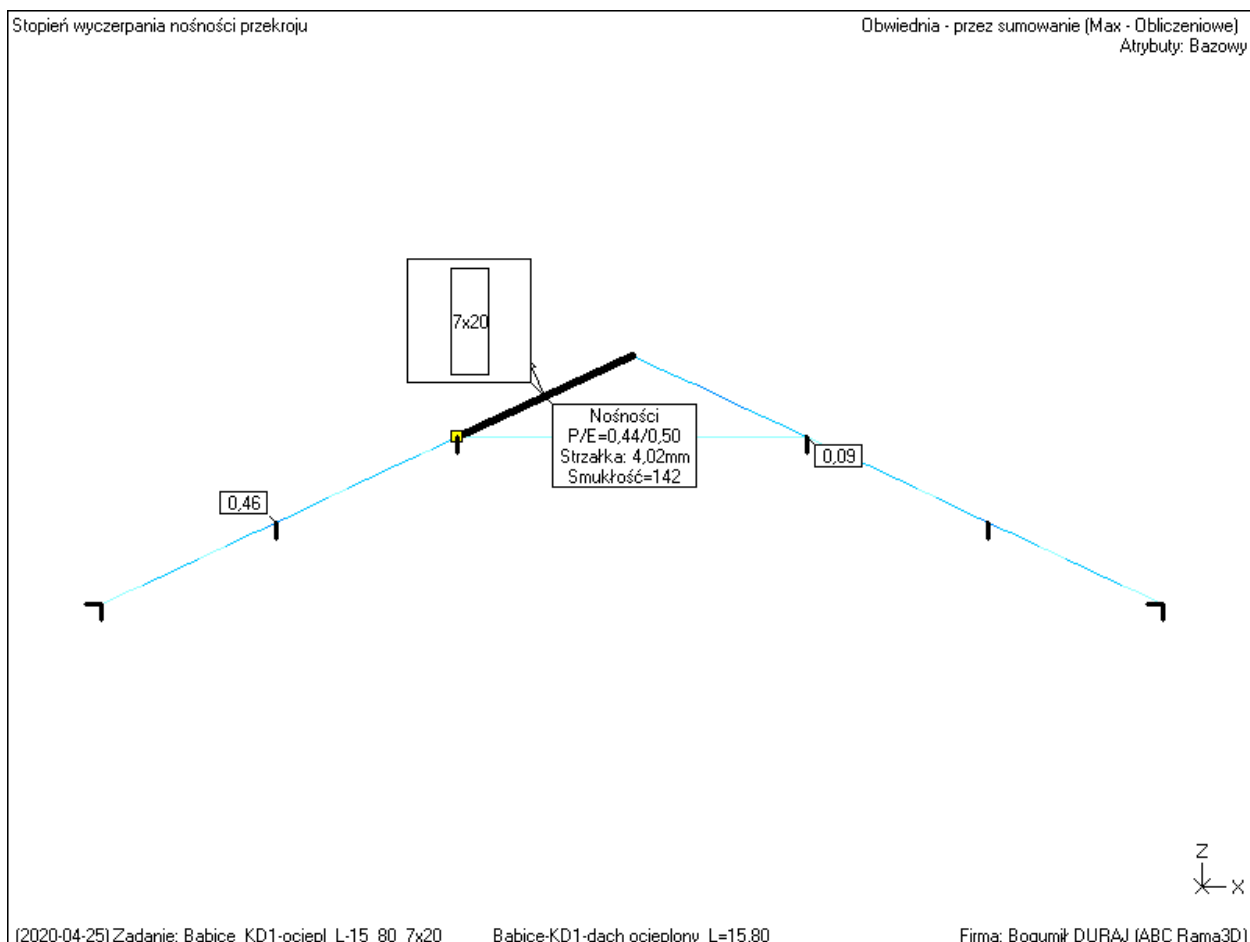 Stopień wyczerpania nośności przekroju
Obwiednia - przez sumowanie (Max - Obliczeniowe)
Atrybuty: Bazowy
7x20
Nośności
P/E=0,44/0,50
Strzałka: 4,02mm
Smukłość=142
0,09
0,46
Z
X
(2020-04-25) Zadanie: Babice_KD1-ociepl_L-15_80_7x20 Babice-KD1-dach ocieplony_L=15.80 Firma: Bogumił DURAJ (ABC Rama3D)